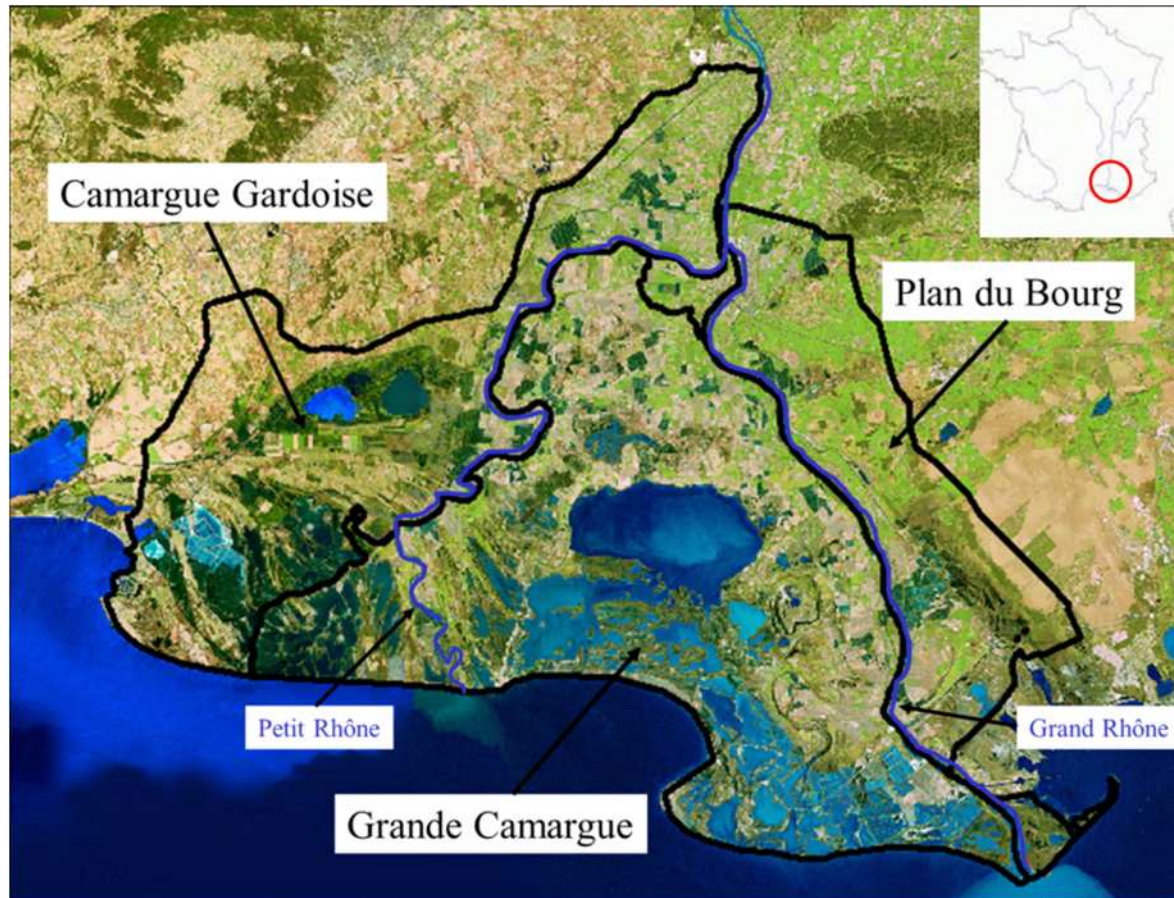 Camargue Gardoise
Plan du Bourg
Petit Rhône
Grand Rhône
Grande Camargue